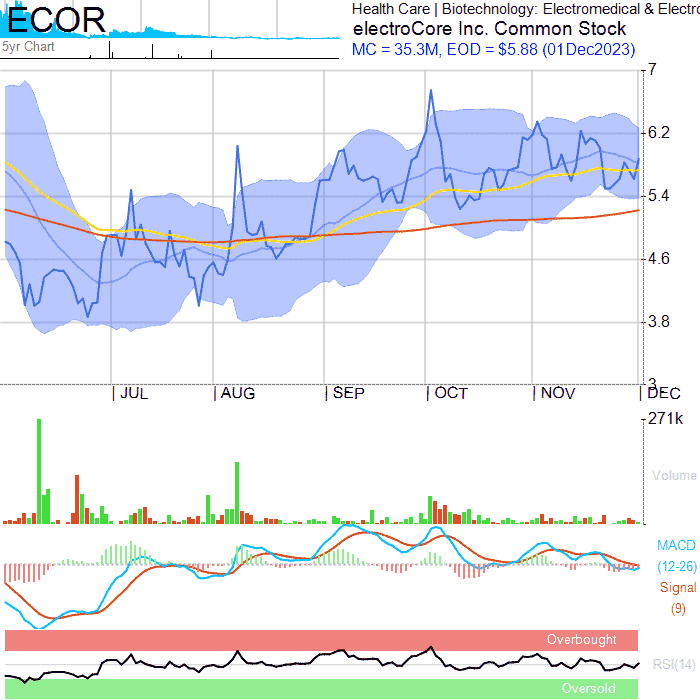 ECOR
5yr Chart
Health Care | Biotechnology: Electromedical & Electro
electroCore Inc. Common Stock
MC = 35.3M, EOD = $5.88 (01Dec2023)
7
6.2
5.4
4.6
3.8
3
JUL AUG SEP OCT NOV DEC
271k
Volume
MACD
(12-26)
Signal
(9)
Overbought
RSI(14)
Oversold